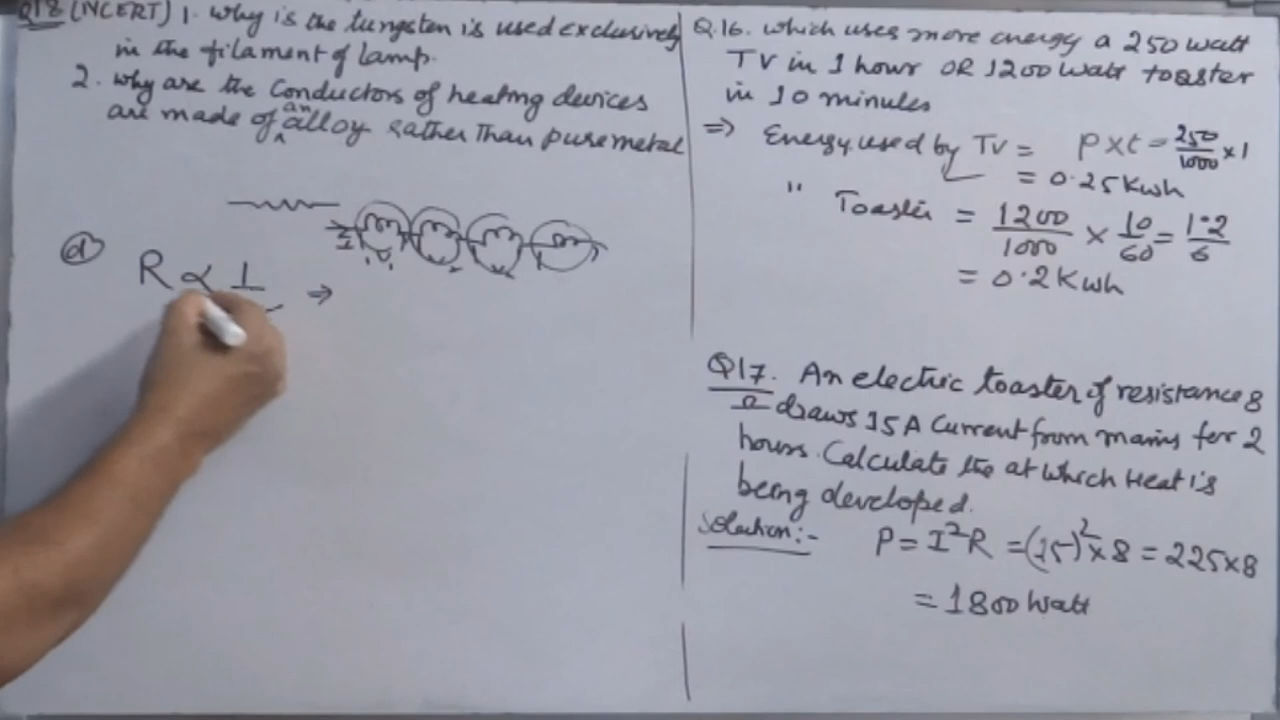 Q18 (NCERT) 1. Why is the tungsten is used exclusively
in the filament of lamp.
2. why are the Conductors of heating devices
are made of an alloy rather than pure metal
(d)
R ∝ 1
⇒
Q.16. which uses more energy a 250 watt
TV in 1 hour OR 1200 Watt toaster
in 10 minutes
⇒ Energy used by TV = P×t = 250/1000 × 1
= 0.25 Kwh
" Toaster = 1200/1000 × 10/60 = 1.2/6
= 0.2 Kwh
Q17. An electric toaster of resistance 8
Ω draws 15 A Current from mains for 2
hours. Calculate the at which Heat is
being developed.
Solution:- P = I²R = (15)² × 8 = 225×8
= 1800 Watt